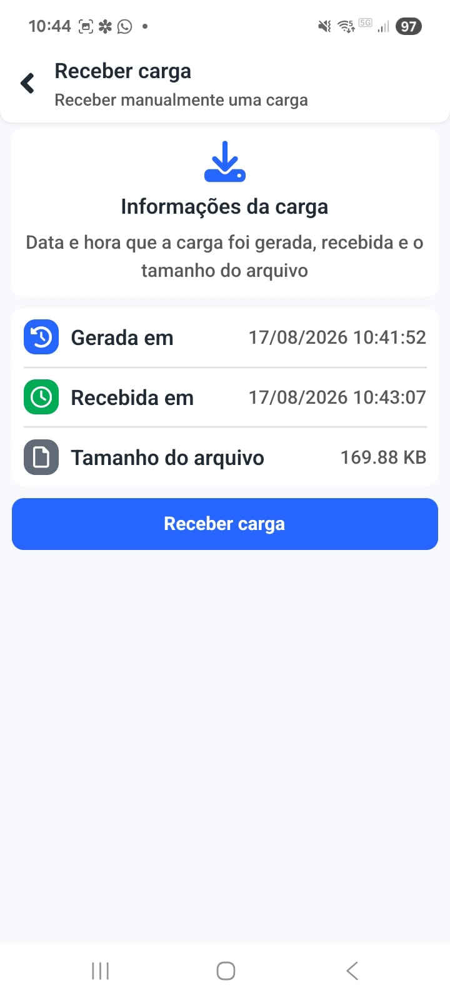 10:44
5G
97
Receber carga
Receber manualmente uma carga
Informações da carga
Data e hora que a carga foi gerada, recebida e o
tamanho do arquivo
Gerada em 17/08/2026 10:41:52
Recebida em 17/08/2026 10:43:07
Tamanho do arquivo 169.88 KB
Receber carga